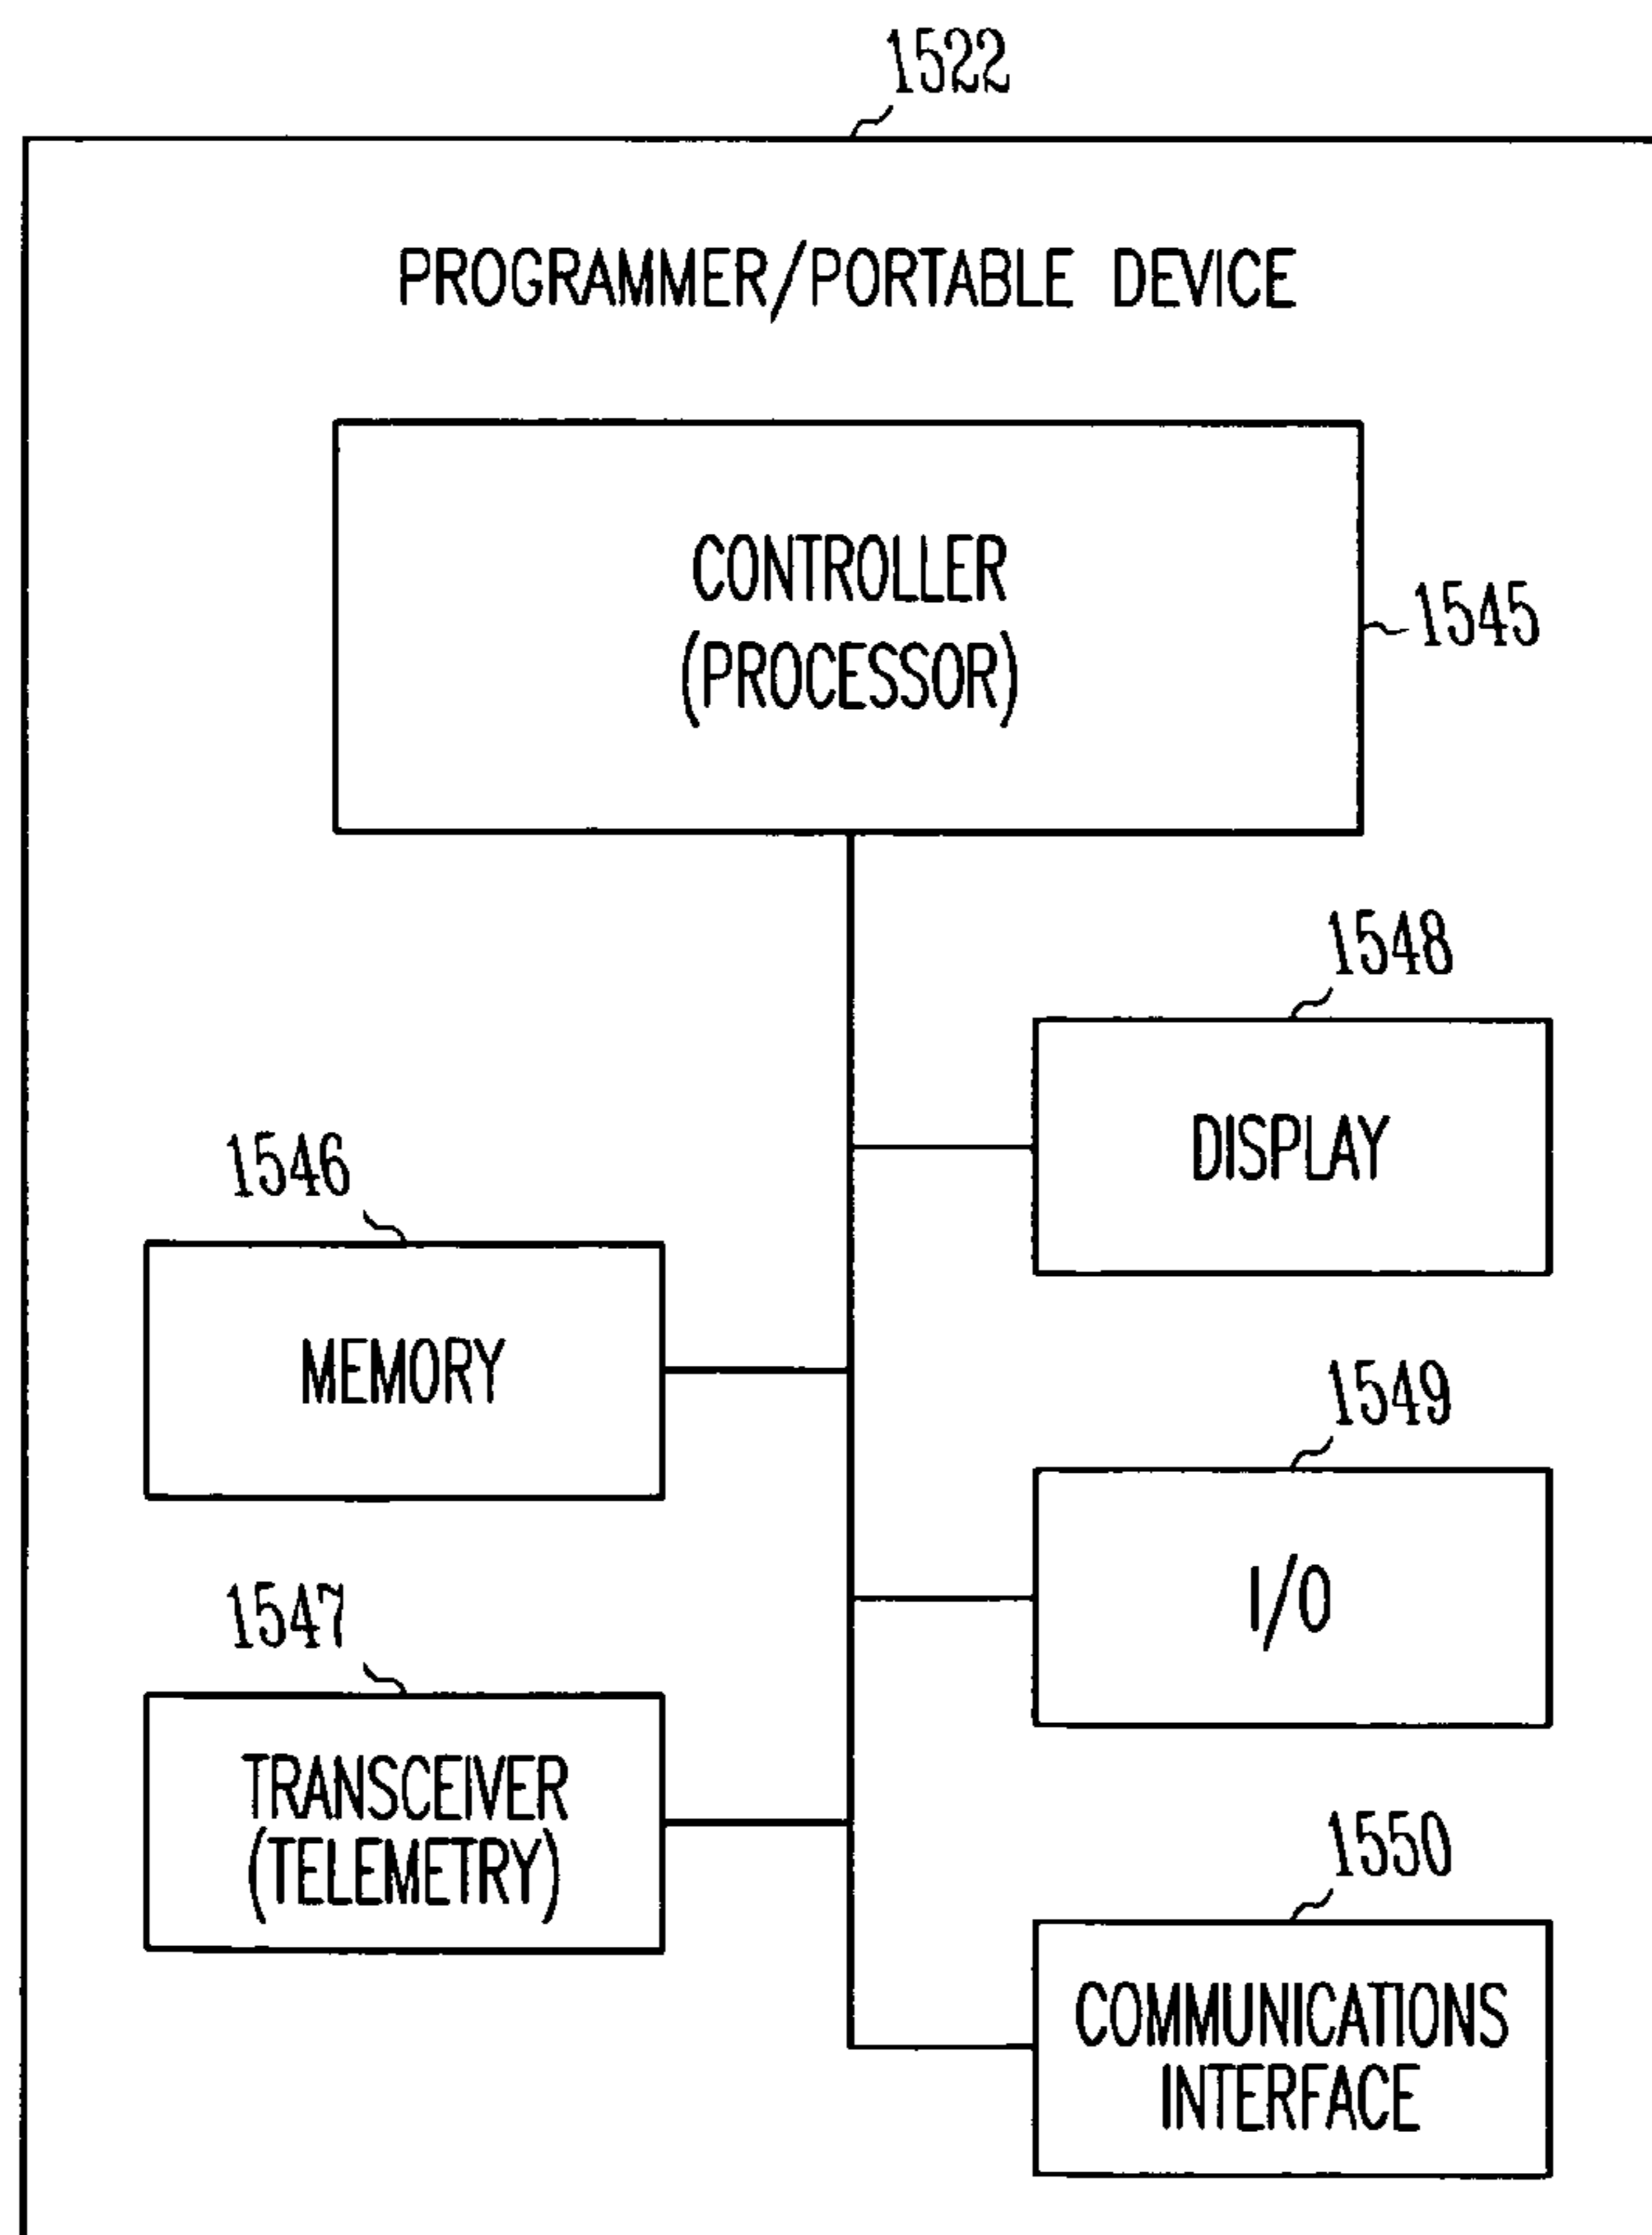 1522
PROGRAMMER/PORTABLE DEVICE
CONTROLLER
(PROCESSOR)
1545
1548
DISPLAY
1546
MEMORY
1549
I/O
1547
TRANSCEIVER
(TELEMETRY)
1550
COMMUNICATIONS
INTERFACE